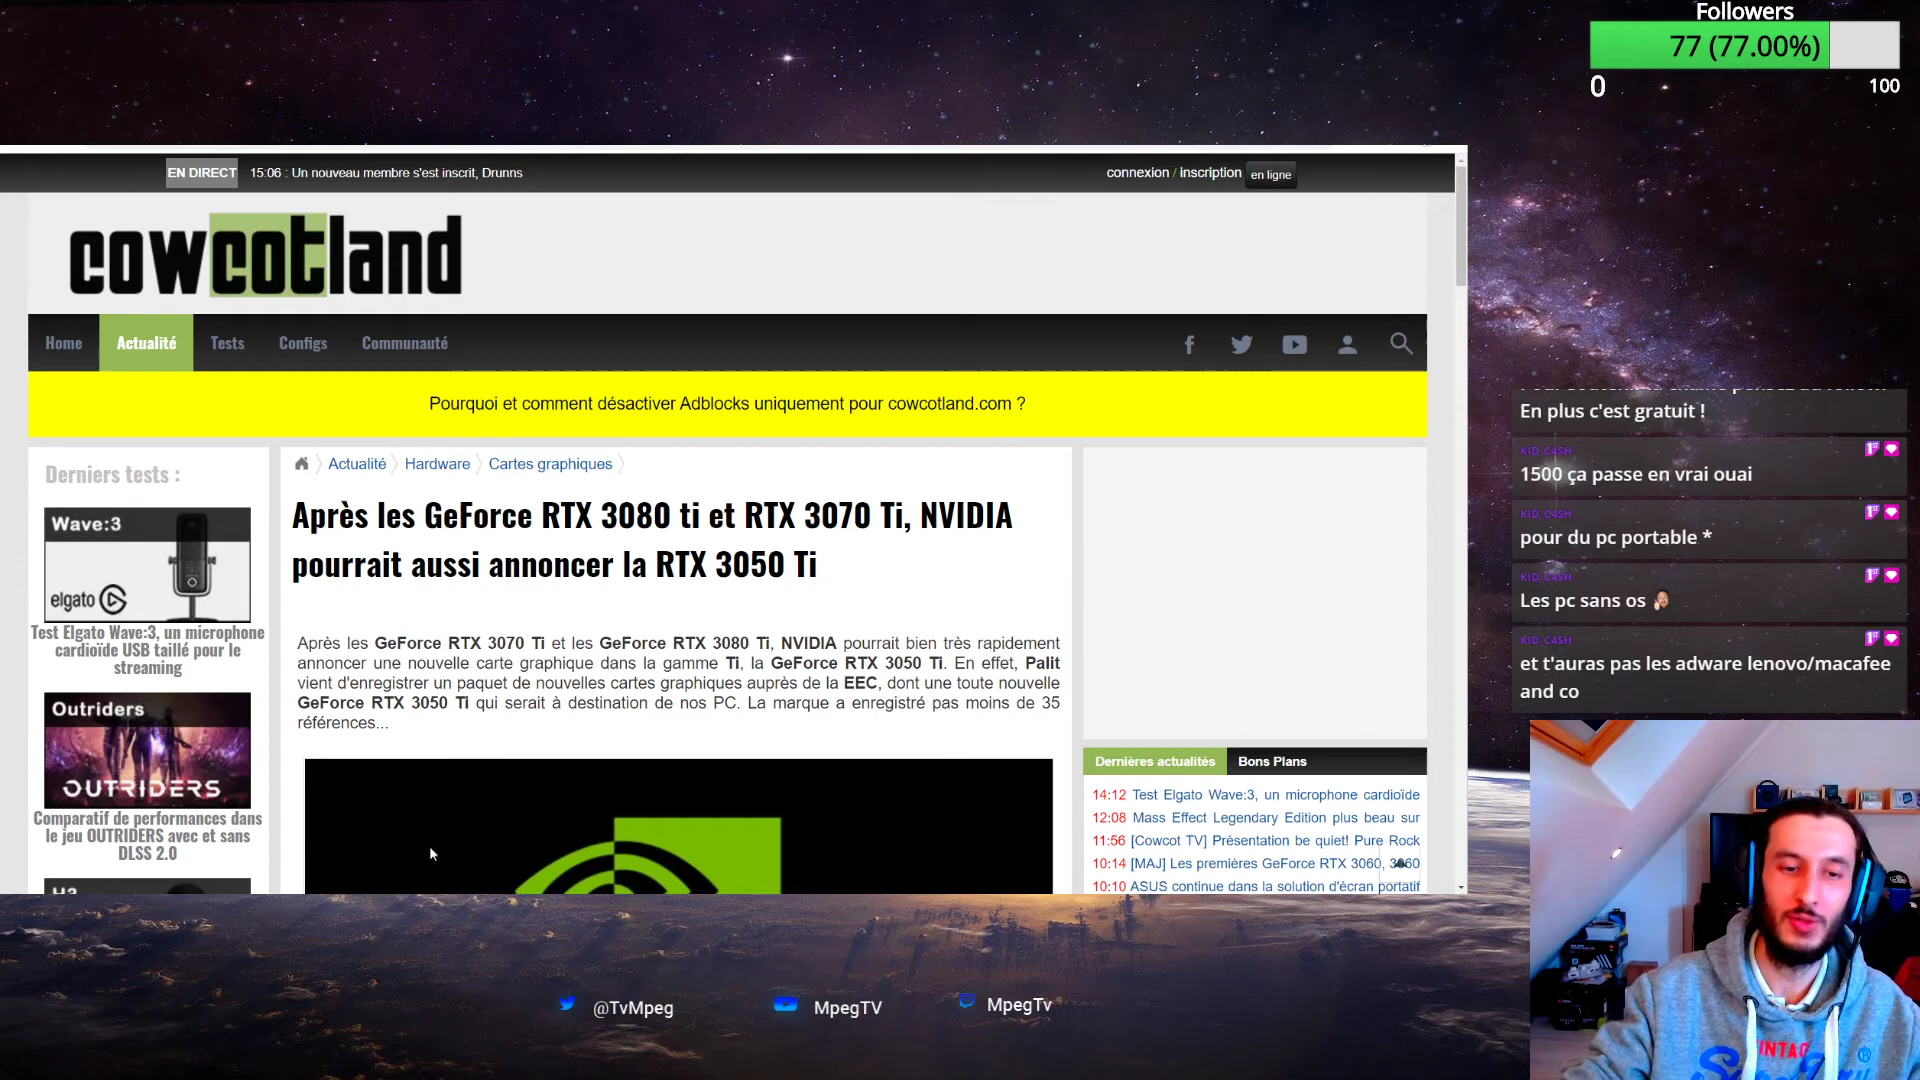 Followers
77 (77.00%)
0
100
EN DIRECT 15:06 : Un nouveau membre s'est inscrit, Drunns
connexion / inscription en ligne
cowcotland
Home Actualité Tests Configs Communauté
Pourquoi et comment désactiver Adblocks uniquement pour cowcotland.com ?
Derniers tests :
Wave:3
elgato
Test Elgato Wave:3, un microphone
cardioïde USB taillé pour le
streaming
Outriders
OUTRIDERS
Comparatif de performances dans
le jeu OUTRIDERS avec et sans
DLSS 2.0
Actualité Hardware Cartes graphiques
Après les GeForce RTX 3080 ti et RTX 3070 Ti, NVIDIA
pourrait aussi annoncer la RTX 3050 Ti
Après les GeForce RTX 3070 Ti et les GeForce RTX 3080 Ti, NVIDIA pourrait bien très rapidement
annoncer une nouvelle carte graphique dans la gamme Ti, la GeForce RTX 3050 Ti. En effet, Palit
vient d'enregistrer un paquet de nouvelles cartes graphiques auprès de la EEC, dont une toute nouvelle
GeForce RTX 3050 Ti qui serait à destination de nos PC. La marque a enregistré pas moins de 35
références...
Dernières actualités Bons Plans
14:12 Test Elgato Wave:3, un microphone cardioïde
12:08 Mass Effect Legendary Edition plus beau sur
11:56 [Cowcot TV] Présentation be quiet! Pure Rock
10:14 [MAJ] Les premières GeForce RTX 3060, 3060
10:10 ASUS continue dans la solution d'écran portatif
En plus c'est gratuit !
KID C4SH
1500 ça passe en vrai ouai
KID C4SH
pour du pc portable *
KID C4SH
Les pc sans os
KID C4SH
et t'auras pas les adware lenovo/macafee
and co
@TvMpeg
MpegTV
MpegTv